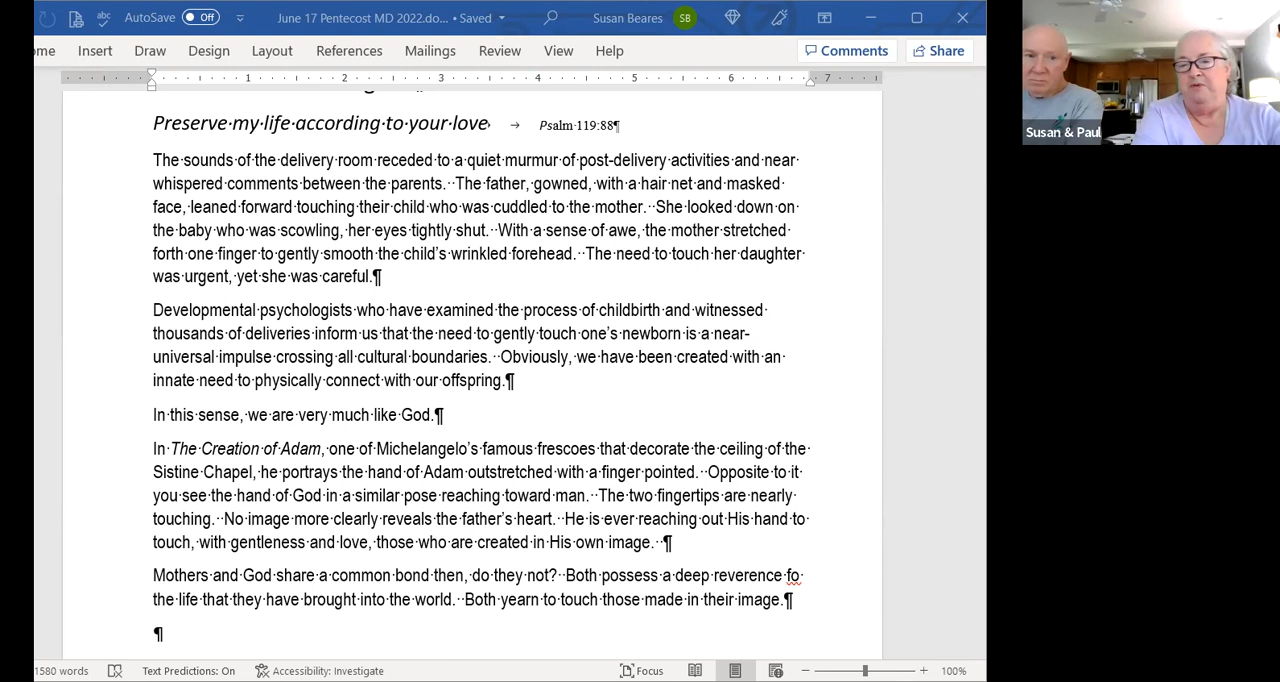 AutoSave Off June 17 Pentecost MD 2022.do... • Saved Susan Beares SB
ome Insert Draw Design Layout References Mailings Review View Help Comments Share
1 2 3 4 5 6 7
Preserve my life according to your love → Psalm 119:88¶
The sounds of the delivery room receded to a quiet murmur of post-delivery activities and near
whispered comments between the parents. The father, gowned, with a hair net and masked
face, leaned forward touching their child who was cuddled to the mother. She looked down on
the baby who was scowling, her eyes tightly shut. With a sense of awe, the mother stretched
forth one finger to gently smooth the child's wrinkled forehead. The need to touch her daughter
was urgent, yet she was careful.¶
Developmental psychologists who have examined the process of childbirth and witnessed
thousands of deliveries inform us that the need to gently touch one's newborn is a near-
universal impulse crossing all cultural boundaries. Obviously, we have been created with an
innate need to physically connect with our offspring.¶
In this sense, we are very much like God.¶
In The Creation of Adam, one of Michelangelo's famous frescoes that decorate the ceiling of the
Sistine Chapel, he portrays the hand of Adam outstretched with a finger pointed. Opposite to it
you see the hand of God in a similar pose reaching toward man. The two fingertips are nearly
touching. No image more clearly reveals the father's heart. He is ever reaching out His hand to
touch, with gentleness and love, those who are created in His own image. ¶
Mothers and God share a common bond then, do they not? Both possess a deep reverence fo
the life that they have brought into the world. Both yearn to touch those made in their image.¶
¶
1580 words Text Predictions: On Accessibility: Investigate Focus 100%
Susan & Paul